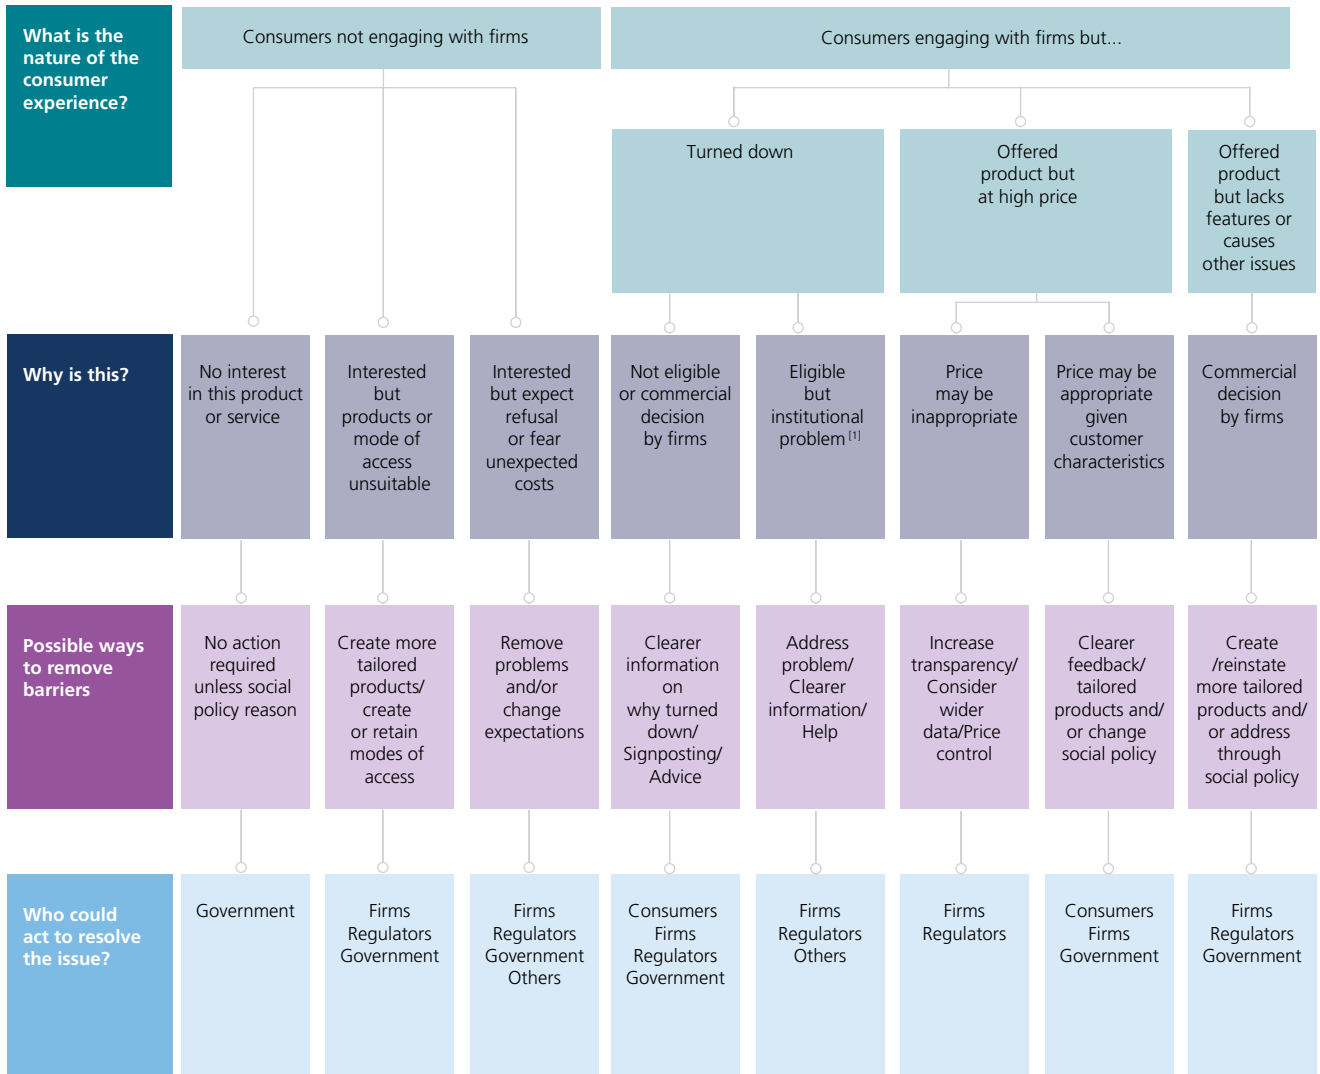 What is the
nature of the
consumer
experience?
Consumers not engaging with firms
Consumers engaging with firms but...
Turned down
Offered
product but
at high price
Offered
product
but lacks
features or
causes
other issues
Why is this?
No interest
in this product
or service
Interested
but
products or
mode of
access
unsuitable
Interested
but expect
refusal
or fear
unexpected
costs
Not eligible
or commercial
decision
by firms
Eligible
but
institutional
problem [1]
Price
may be
inappropriate
Price may be
appropriate
given
customer
characteristics
Commercial
decision
by firms
Possible ways
to remove
barriers
No action
required
unless social
policy reason
Create more
tailored
products/
create
or retain
modes of
access
Remove
problems
and/or
change
expectations
Clearer
information
on
why turned
down/
Signposting/
Advice
Address
problem/
Clearer
information/
Help
Increase
transparency/
Consider
wider
data/Price
control
Clearer
feedback/
tailored
products and/
or change
social policy
Create
/reinstate
more tailored
products and/
or address
through
social policy
Who could
act to resolve
the issue?
Government
Firms
Regulators
Government
Firms
Regulators
Government
Others
Consumers
Firms
Regulators
Government
Firms
Regulators
Others
Firms
Regulators
Consumers
Firms
Government
Firms
Regulators
Government